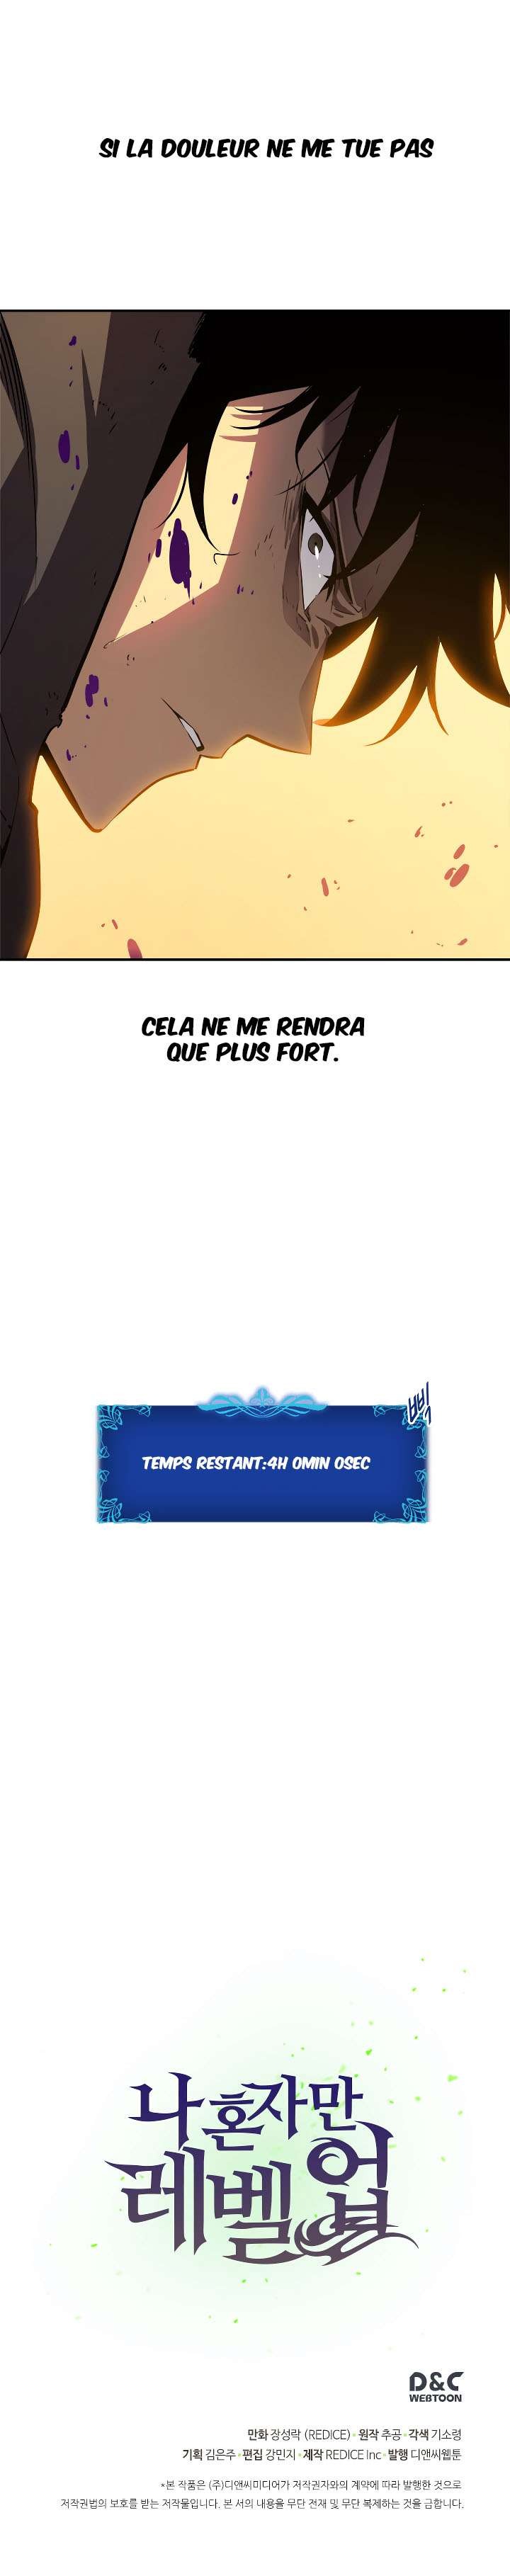 SI LA DOULEUR NE ME TUE PAS
CELA NE ME RENDRA
QUE PLUS FORT.
삑
TEMPS RESTANT:4H 0MIN 0SEC
나 혼자만
레벨업
D&C
WEBTOON
만화 장성락 (REDICE) · 원작 추공 · 각색 기소령
기획 김은주 · 편집 강민지 · 제작 REDICE Inc · 발행 디앤씨웹툰
*본 작품은 (주)디앤씨미디어가 저작권자와의 계약에 따라 발행한 것으로
저작권법의 보호를 받는 저작물입니다. 본 서의 내용을 무단 전재 및 무단 복제하는 것을 금합니다.